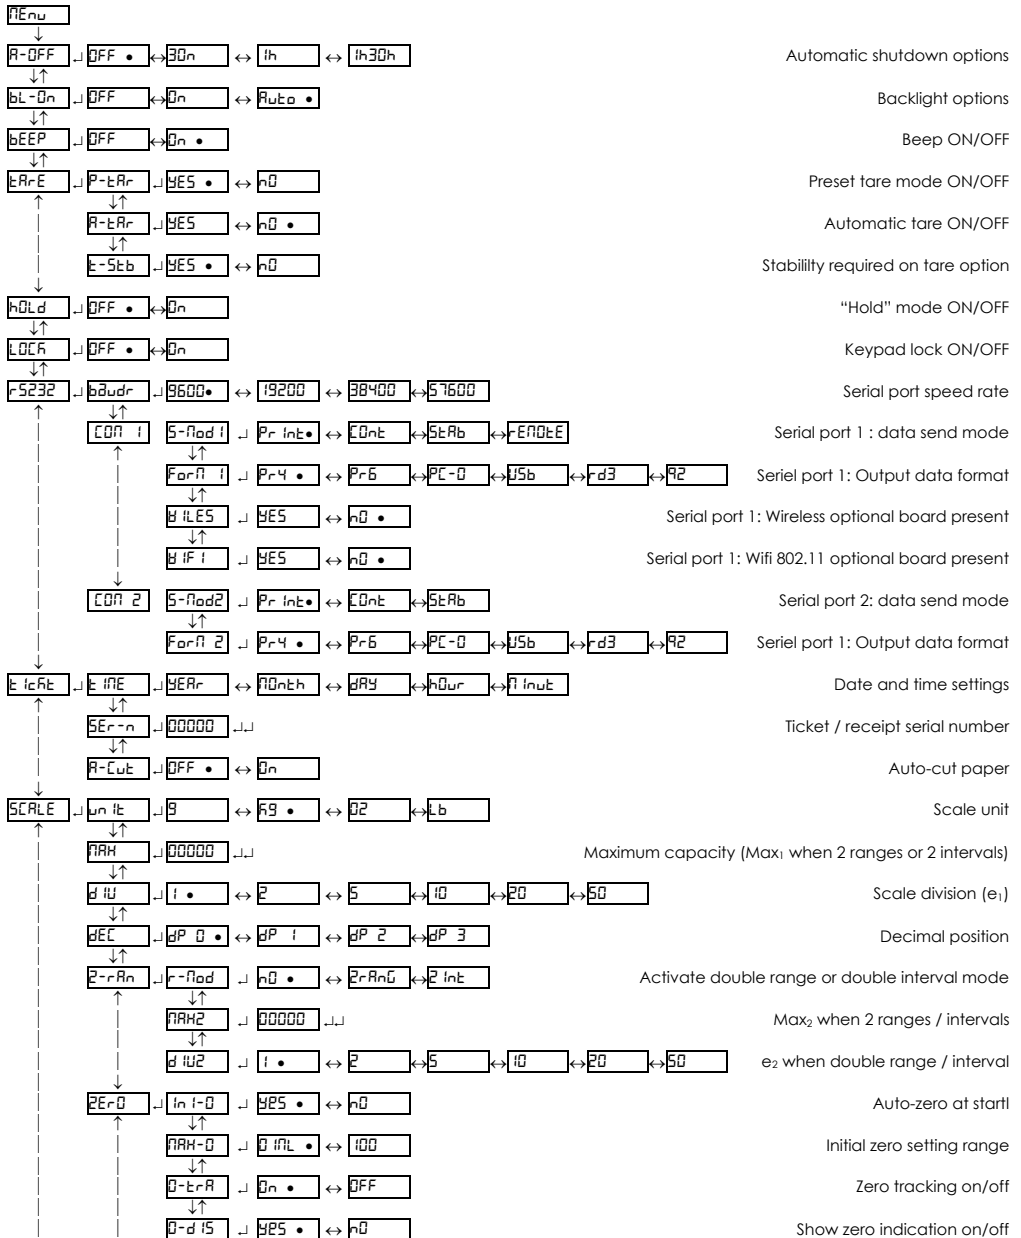 MEnu
A-OFF OFF • 30n 1h 1h30h Automatic shutdown options
bL-On OFF On Auto • Backlight options
bEEP OFF On • Beep ON/OFF
tArE P-tAr YES • nO Preset tare mode ON/OFF
A-tAr YES nO • Automatic tare ON/OFF
t-Stb YES • nO Stabililty required on tare option
hOLd OFF • On “Hold” mode ON/OFF
LOCK OFF • On Keypad lock ON/OFF
rS232 bAudr 9600• 19200 38400 57600 Serial port speed rate
COM 1 S-Mod1 Print• COnt StAb rEMOtE Serial port 1 : data send mode
ForM 1 Pr4 • Pr6 PC-O USb rd3 92 Seriel port 1: Output data format
WILES YES nO • Serial port 1: Wireless optional board present
WIFI YES nO • Serial port 1: Wifi 802.11 optional board present
COM 2 S-Mod2 Print• COnt StAb Serial port 2: data send mode
ForM 2 Pr4 • Pr6 PC-O USb rd3 92 Seriel port 1: Output data format
tIcKt tIME YEAr MOnth dAY hOur MInut Date and time settings
SEr-n 00000 Ticket / receipt serial number
A-Cut OFF • On Auto-cut paper
SCALE unIt g Kg • OZ Lb Scale unit
MAX 00000 Maximum capacity (Max₁ when 2 ranges or 2 intervals)
dIV 1 • 2 5 10 20 50 Scale division (e₁)
dEC dP 0 • dP 1 dP 2 dP 3 Decimal position
2-rAn r-Mod nO • 2rAnG 2Int Activate double range or double interval mode
MAX2 00000 Max₂ when 2 ranges / intervals
dIV2 1 • 2 5 10 20 50 e₂ when double range / interval
ZErO InI-0 YES • nO Auto-zero at startl
MAX-0 OIML • 100 Initial zero setting range
0-trA On • OFF Zero tracking on/off
0-dIS YES • nO Show zero indication on/off